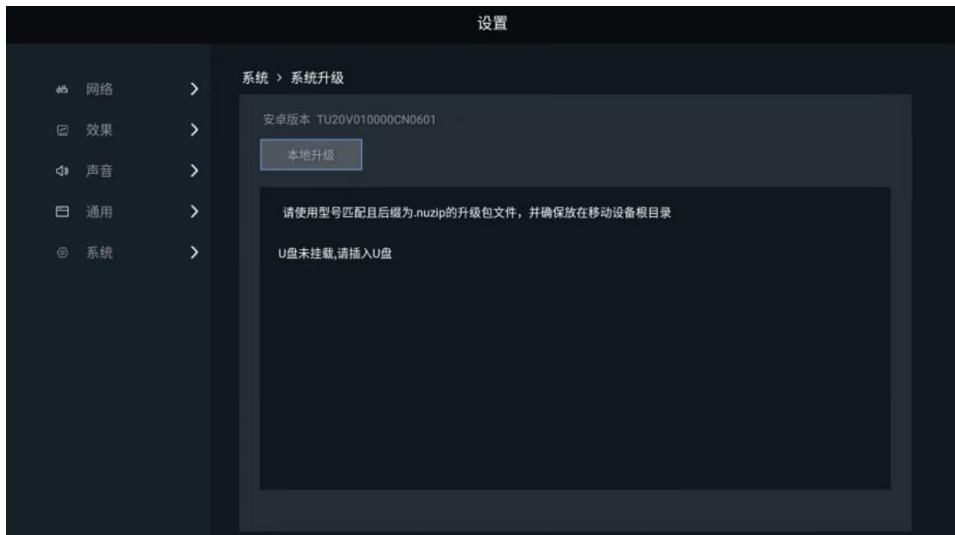 设置
网络
效果
声音
通用
系统
系统 > 系统升级
安卓版本 TU20V010000CN0601
本地升级
请使用型号匹配且后缀为.nuzip的升级包文件，并确保放在移动设备根目录
U盘未挂载,请插入U盘